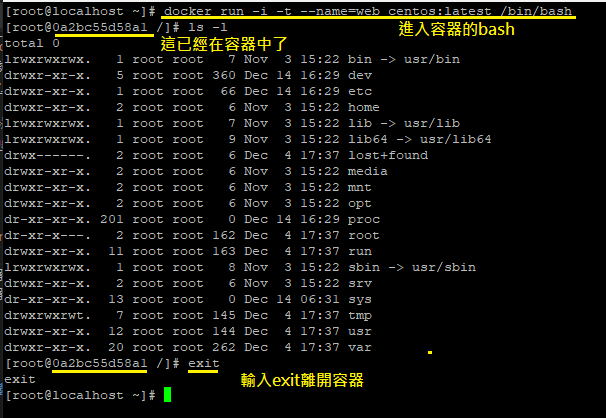 [root@localhost ~]# docker run -i -t --name=web centos:latest /bin/bash
進入容器的bash
[root@0a2bc55d58a1 /]# ls -l
這已經在容器中了
total 0
lrwxrwxrwx.   1 root root   7 Nov  3 15:22 bin -> usr/bin
drwxr-xr-x.   5 root root 360 Dec 14 16:29 dev
drwxr-xr-x.   1 root root  66 Dec 14 16:29 etc
drwxr-xr-x.   2 root root   6 Nov  3 15:22 home
lrwxrwxrwx.   1 root root   7 Nov  3 15:22 lib -> usr/lib
lrwxrwxrwx.   1 root root   9 Nov  3 15:22 lib64 -> usr/lib64
drwx------.   2 root root   6 Dec  4 17:37 lost+found
drwxr-xr-x.   2 root root   6 Nov  3 15:22 media
drwxr-xr-x.   2 root root   6 Nov  3 15:22 mnt
drwxr-xr-x.   2 root root   6 Nov  3 15:22 opt
dr-xr-xr-x. 201 root root   0 Dec 14 16:29 proc
dr-xr-x---.   2 root root 162 Dec  4 17:37 root
drwxr-xr-x.  11 root root 163 Dec  4 17:37 run
lrwxrwxrwx.   1 root root   8 Nov  3 15:22 sbin -> usr/sbin
drwxr-xr-x.   2 root root   6 Nov  3 15:22 srv
dr-xr-xr-x.  13 root root   0 Dec 14 06:31 sys
drwxrwxrwt.   7 root root 145 Dec  4 17:37 tmp
drwxr-xr-x.  12 root root 144 Dec  4 17:37 usr
drwxr-xr-x.  20 root root 262 Dec  4 17:37 var
[root@0a2bc55d58a1 /]# exit
exit
輸入exit離開容器
[root@localhost ~]#